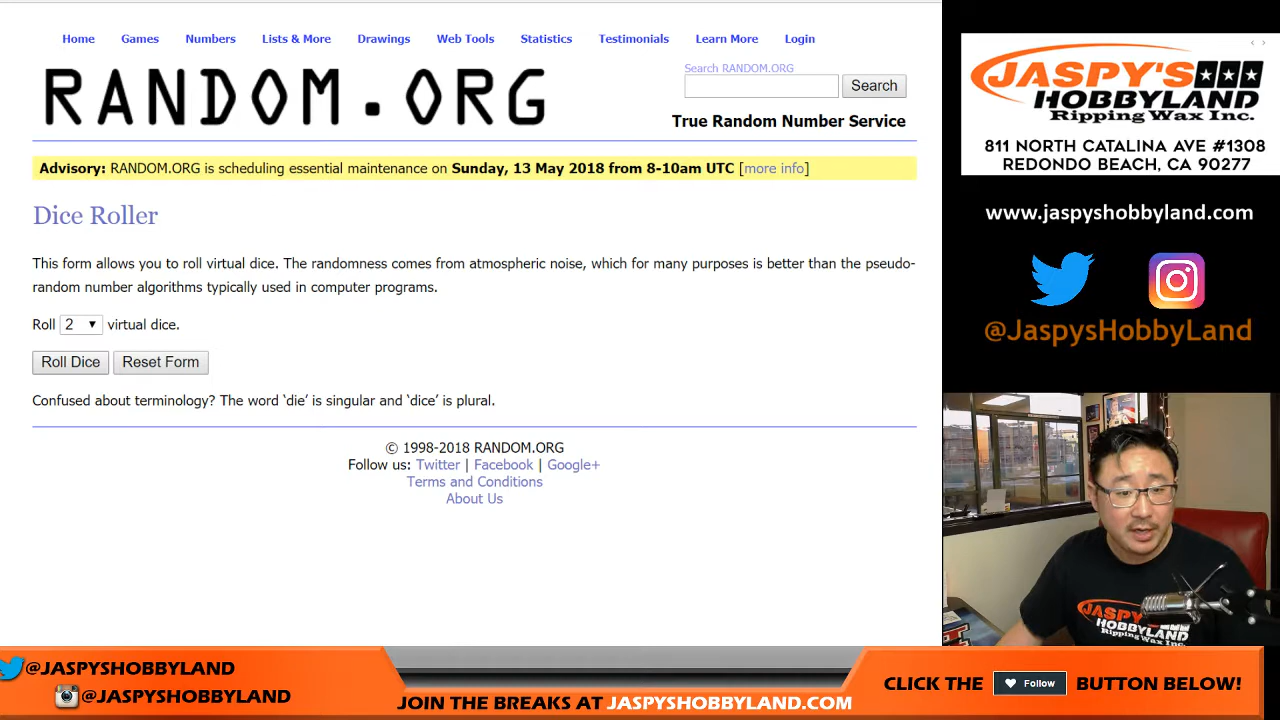 Home Games Numbers Lists & More Drawings Web Tools Statistics Testimonials Learn More Login
RANDOM.ORG
Search RANDOM.ORG
Search
True Random Number Service
Advisory: RANDOM.ORG is scheduling essential maintenance on Sunday, 13 May 2018 from 8-10am UTC [more info]
Dice Roller
This form allows you to roll virtual dice. The randomness comes from atmospheric noise, which for many purposes is better than the pseudo-
random number algorithms typically used in computer programs.
Roll 2 virtual dice.
Roll Dice Reset Form
Confused about terminology? The word ‘die’ is singular and ‘dice’ is plural.
© 1998-2018 RANDOM.ORG
Follow us: Twitter | Facebook | Google+
Terms and Conditions
About Us
JASPY'S
HOBBYLAND
Ripping Wax Inc.
811 NORTH CATALINA AVE #1308
REDONDO BEACH, CA 90277
www.jaspyshobbyland.com
@JaspysHobbyLand
JASPY'S
HOBBYLAND
Ripping Wax Inc.
@JASPYSHOBBYLAND
@JASPYSHOBBYLAND
JOIN THE BREAKS AT JASPYSHOBBYLAND.COM
CLICK THE Follow BUTTON BELOW!